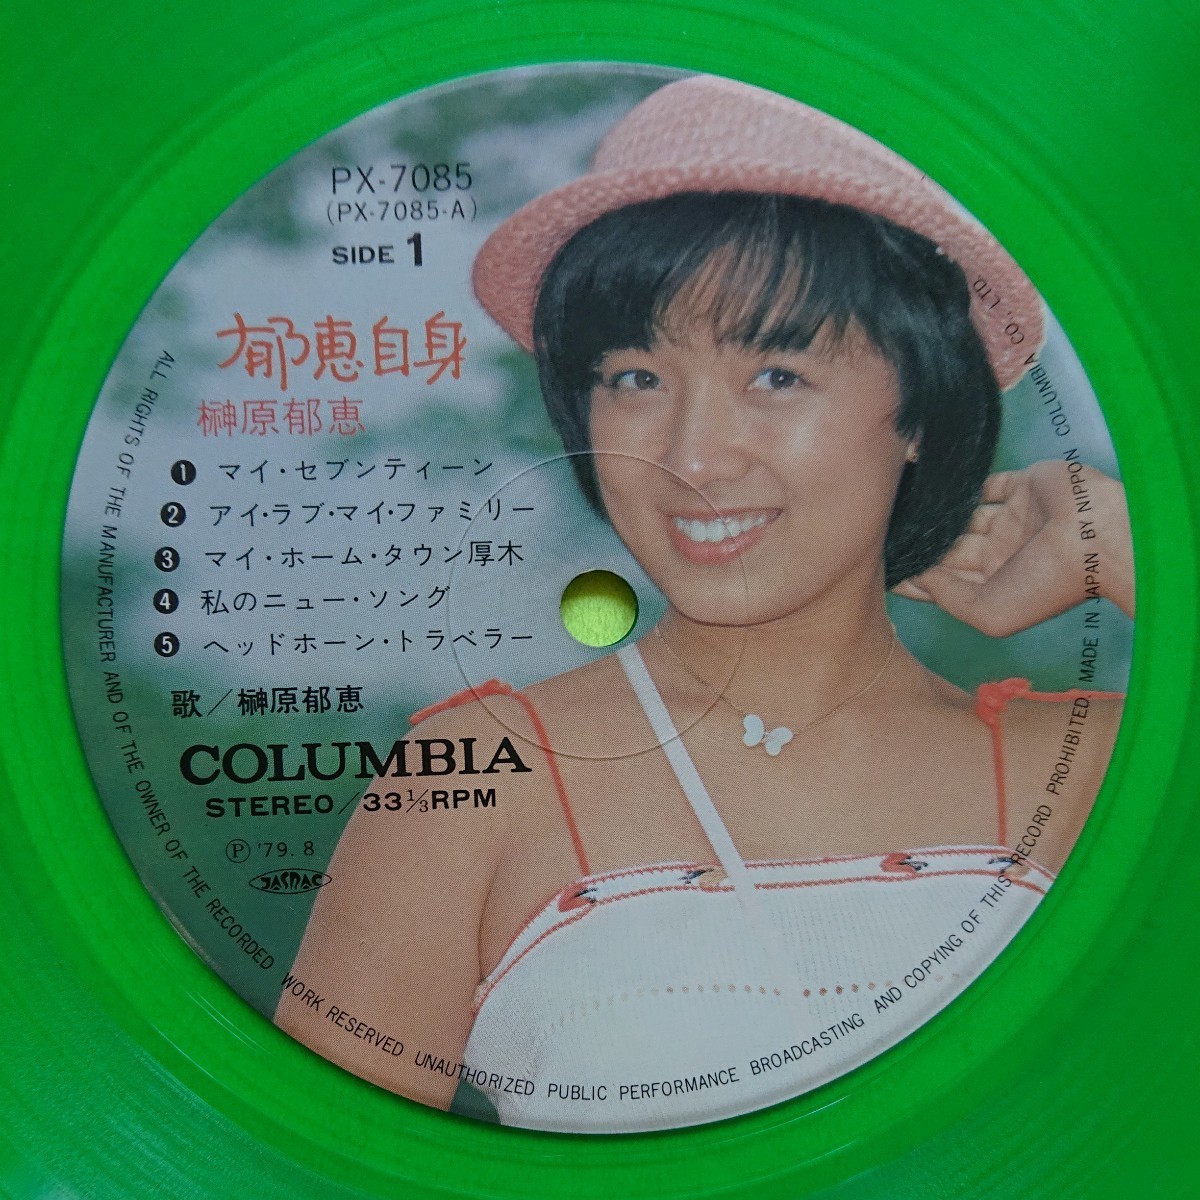 PX-7085
(PX-7085-A)
SIDE 1
郁恵自身
榊原郁恵
❶ マイ・セブンティーン
❷ アイ・ラブ・マイ・ファミリー
❸ マイ・ホーム・タウン厚木
❹ 私のニュー・ソング
❺ ヘッドホーン・トラベラー
歌／榊原郁恵
COLUMBIA
STEREO/33⅓RPM
Ⓟ '79. 8
JASRAC
ALL RIGHTS OF THE MANUFACTURER AND OF THE OWNER OF THE RECORDED WORK RESERVED UNAUTHORIZED PUBLIC PERFORMANCE BROADCASTING AND COPYING OF THIS RECORD PROHIBITED. MADE IN JAPAN BY NIPPON COLUMBIA CO., LTD.